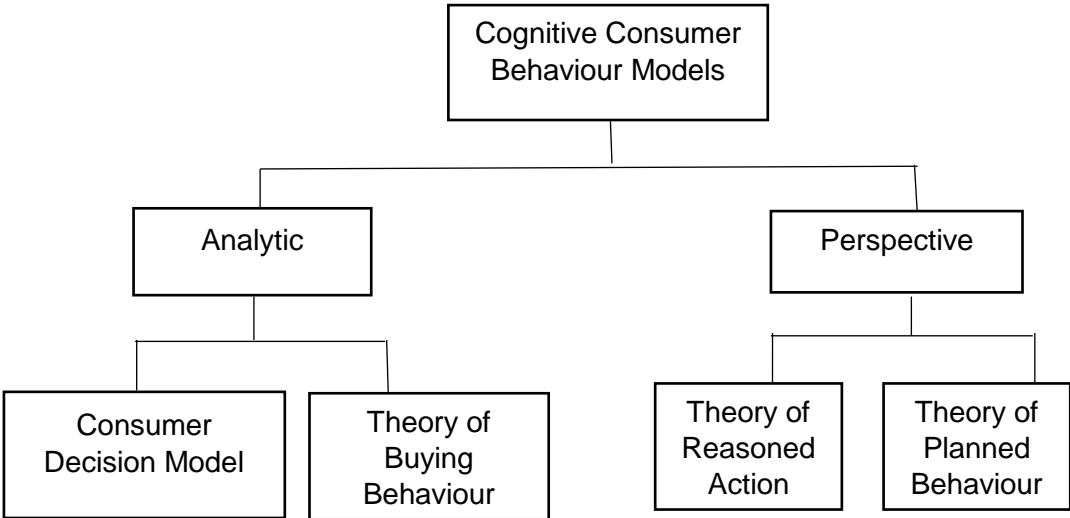 Cognitive Consumer
Behaviour Models
Analytic
Perspective
Consumer
Decision Model
Theory of
Buying
Behaviour
Theory of
Reasoned
Action
Theory of
Planned
Behaviour